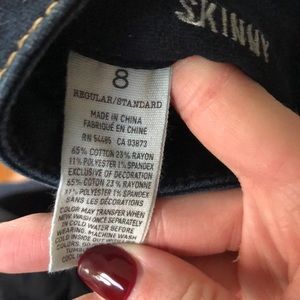 SKINNY
8
REGULAR/STANDARD
MADE IN CHINA
FABRIQUÉ EN CHINE
RN 54485 CA 03873
65% COTTON 23% RAYON
11% POLYESTER 1% SPANDEX
EXCLUSIVE OF DECORATION
65% COTON 23% RAYONNE
11% POLYESTER 1% SPANDEX
SANS LES DÉCORATIONS
COLOR MAY TRANSFER WHEN
NEW. WASH ONCE SEPARATELY
IN COLD WATER BEFORE
WEARING. MACHINE WASH
COLD INSIDE OUT
COOL